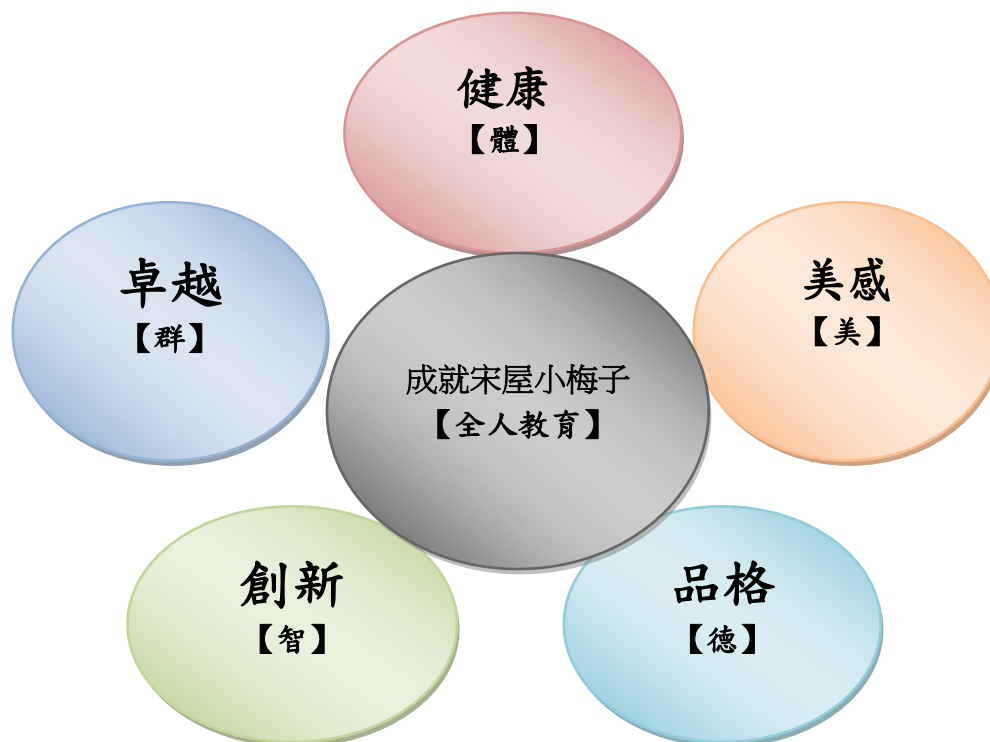 健康
【體】
卓越
【群】
美感
【美】
成就宋屋小梅子
【全人教育】
創新
【智】
品格
【德】